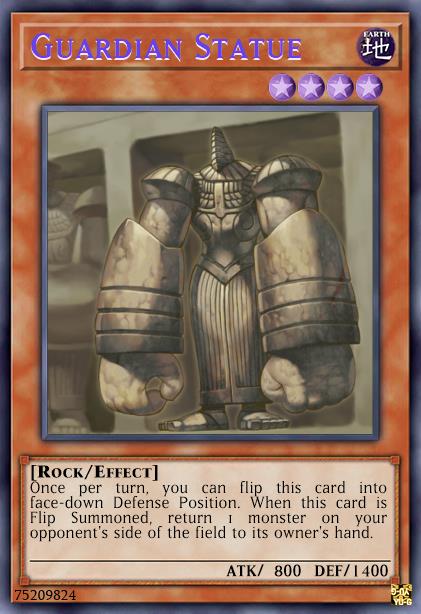 GUARDIAN STATUE
EARTH
地
[ROCK/EFFECT]
Once per turn, you can flip this card into
face-down Defense Position. When this card is
Flip Summoned, return 1 monster on your
opponent's side of the field to its owner's hand.
ATK/ 800 DEF/1400
75209824